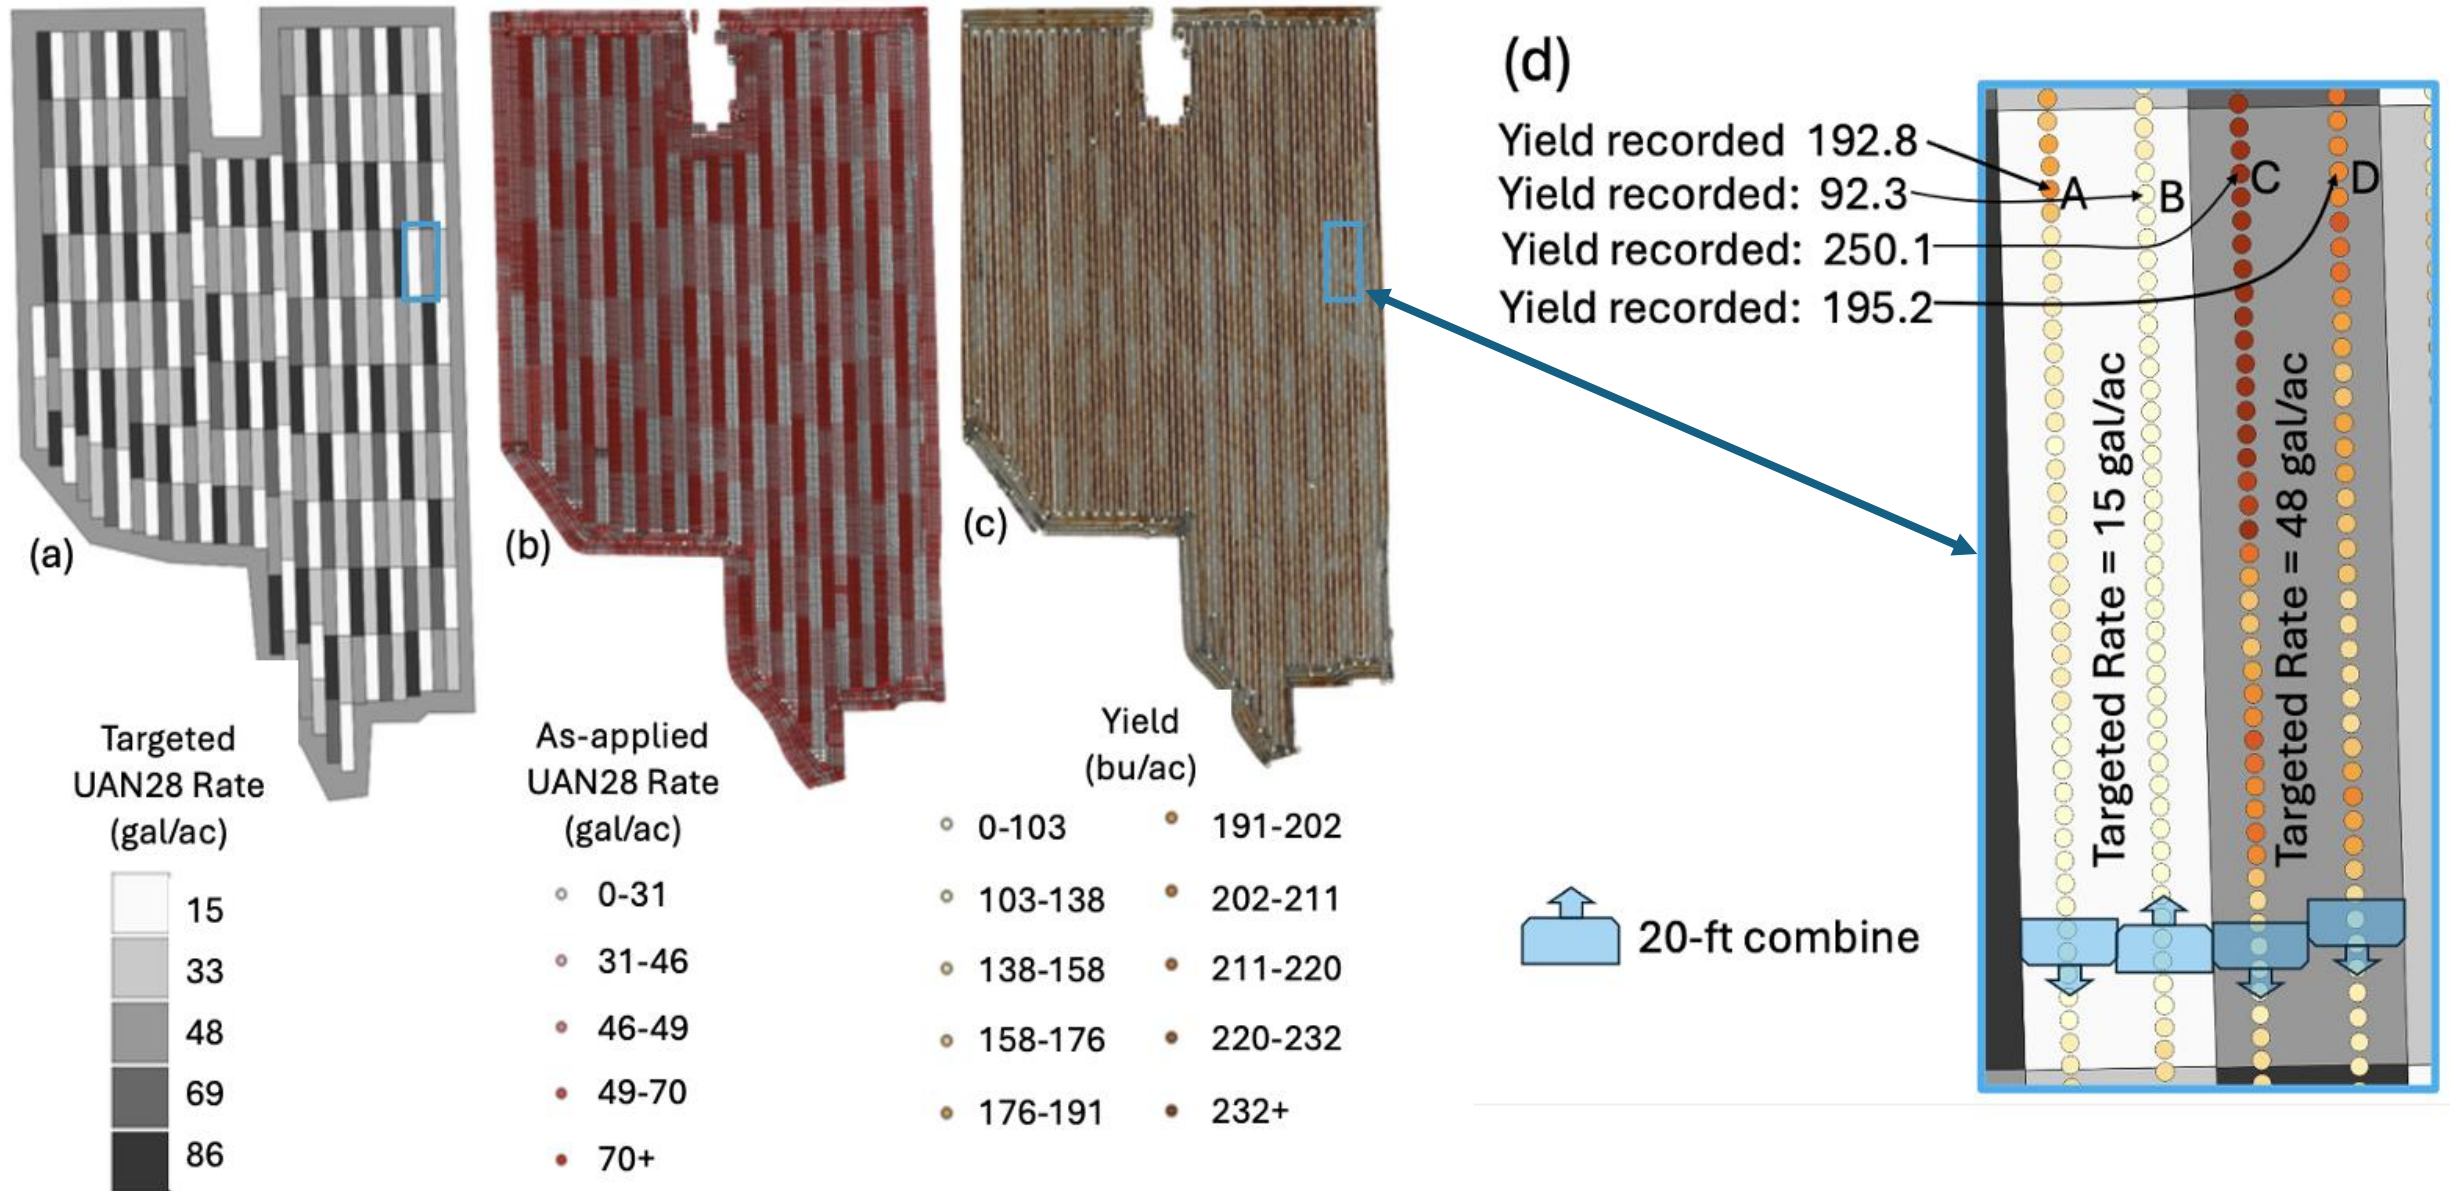 (a)
Targeted
UAN28 Rate
(gal/ac)
15
33
48
69
86
(b)
As-applied
UAN28 Rate
(gal/ac)
0-31
31-46
46-49
49-70
70+
(c)
Yield
(bu/ac)
0-103
103-138
138-158
158-176
176-191
191-202
202-211
211-220
220-232
232+
(d)
Yield recorded 192.8
Yield recorded: 92.3
Yield recorded: 250.1
Yield recorded: 195.2
A
B
C
D
Targeted Rate = 15 gal/ac
Targeted Rate = 48 gal/ac
20-ft combine